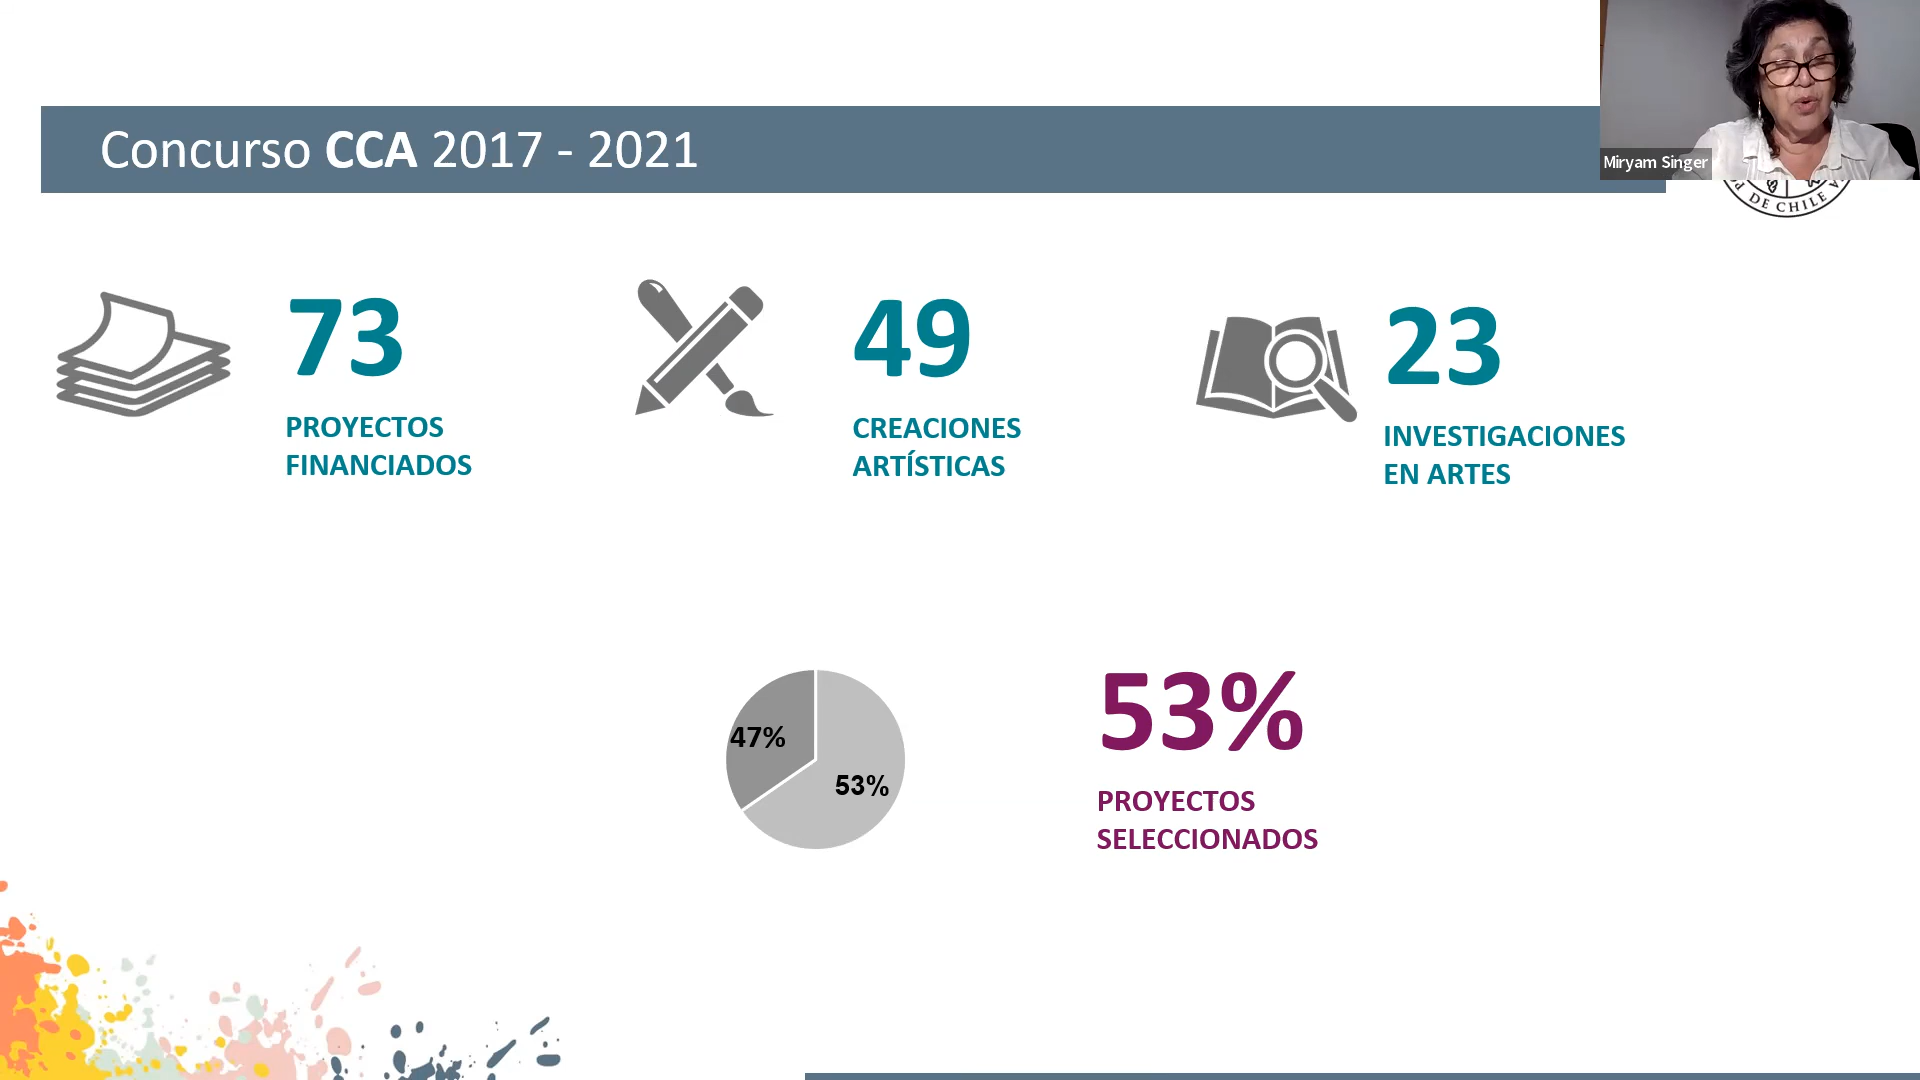 Concurso CCA 2017 - 2021
Miryam Singer
DE CHILE
73
PROYECTOS
FINANCIADOS
49
CREACIONES
ARTÍSTICAS
23
INVESTIGACIONES
EN ARTES
47%
53%
53%
PROYECTOS
SELECCIONADOS